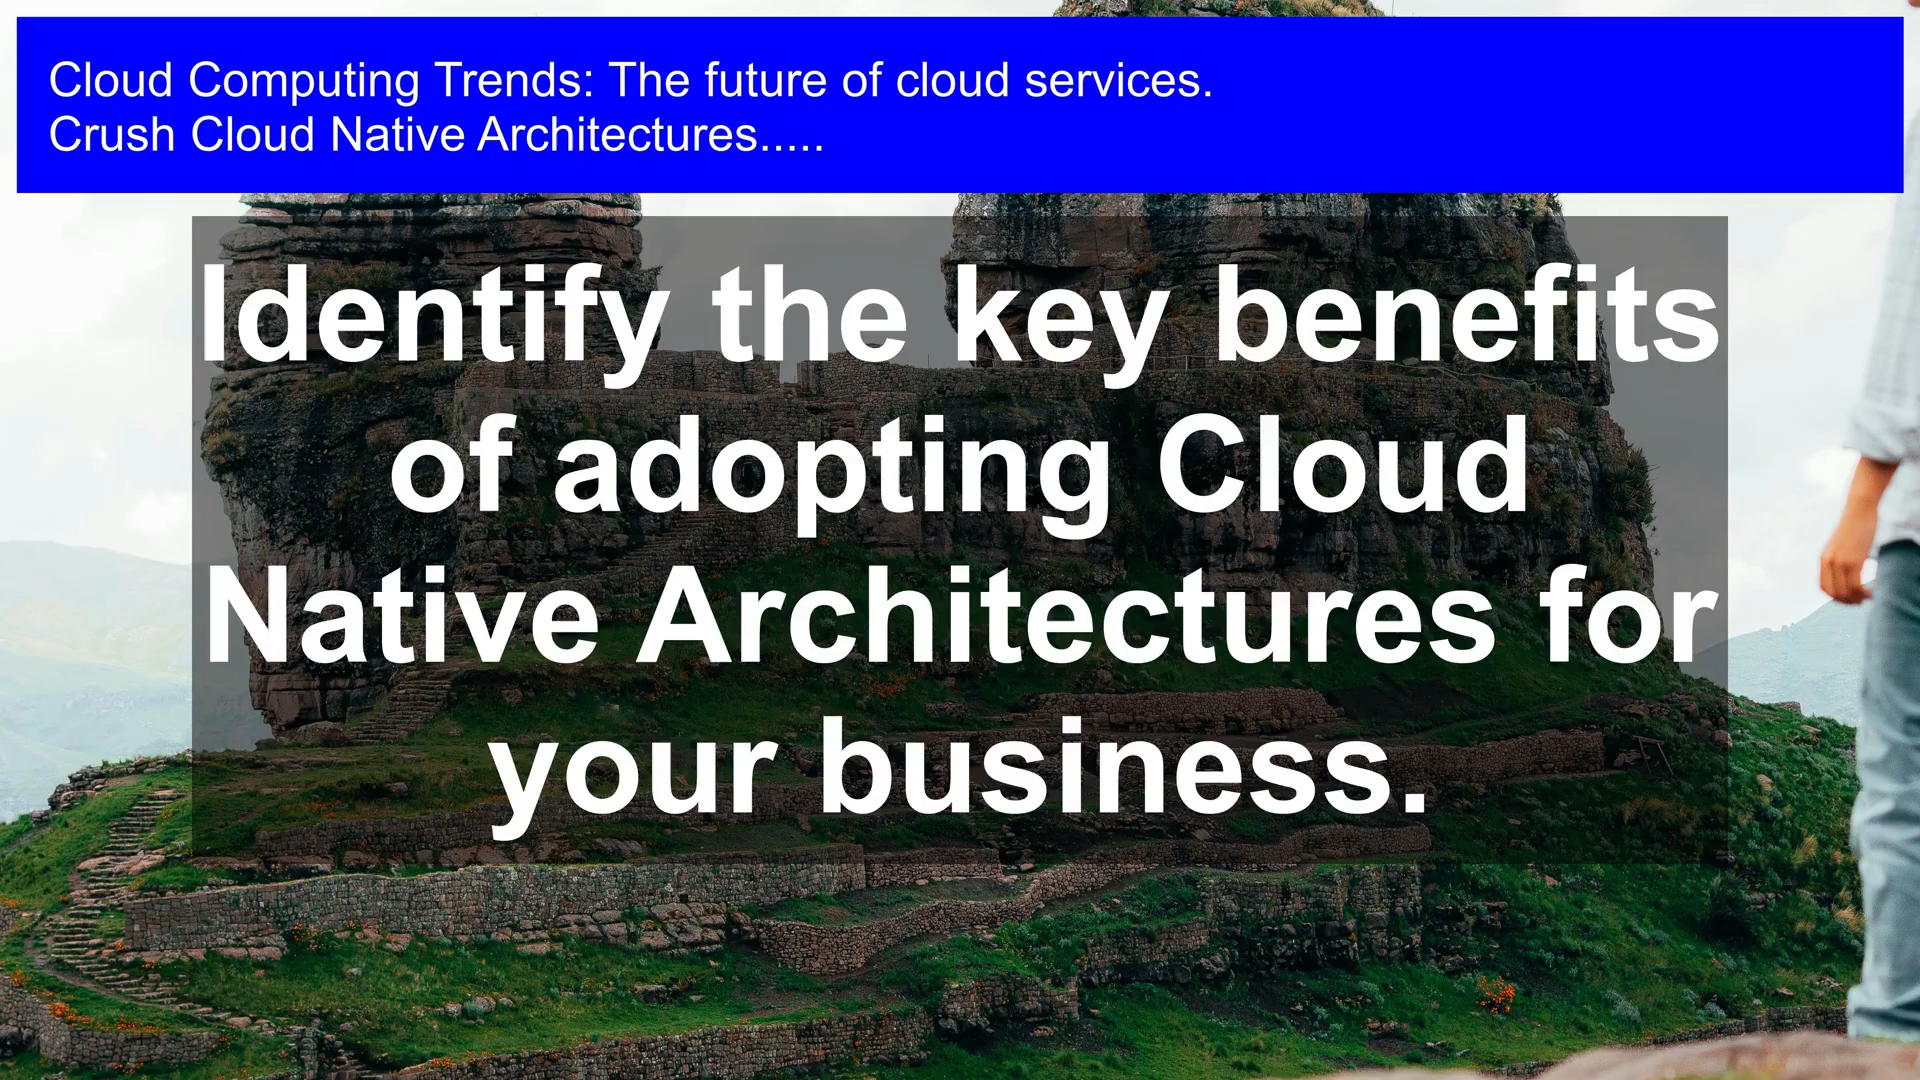 Cloud Computing Trends: The future of cloud services.
Crush Cloud Native Architectures.....
Identify the key benefits
of adopting Cloud
Native Architectures for
your business.